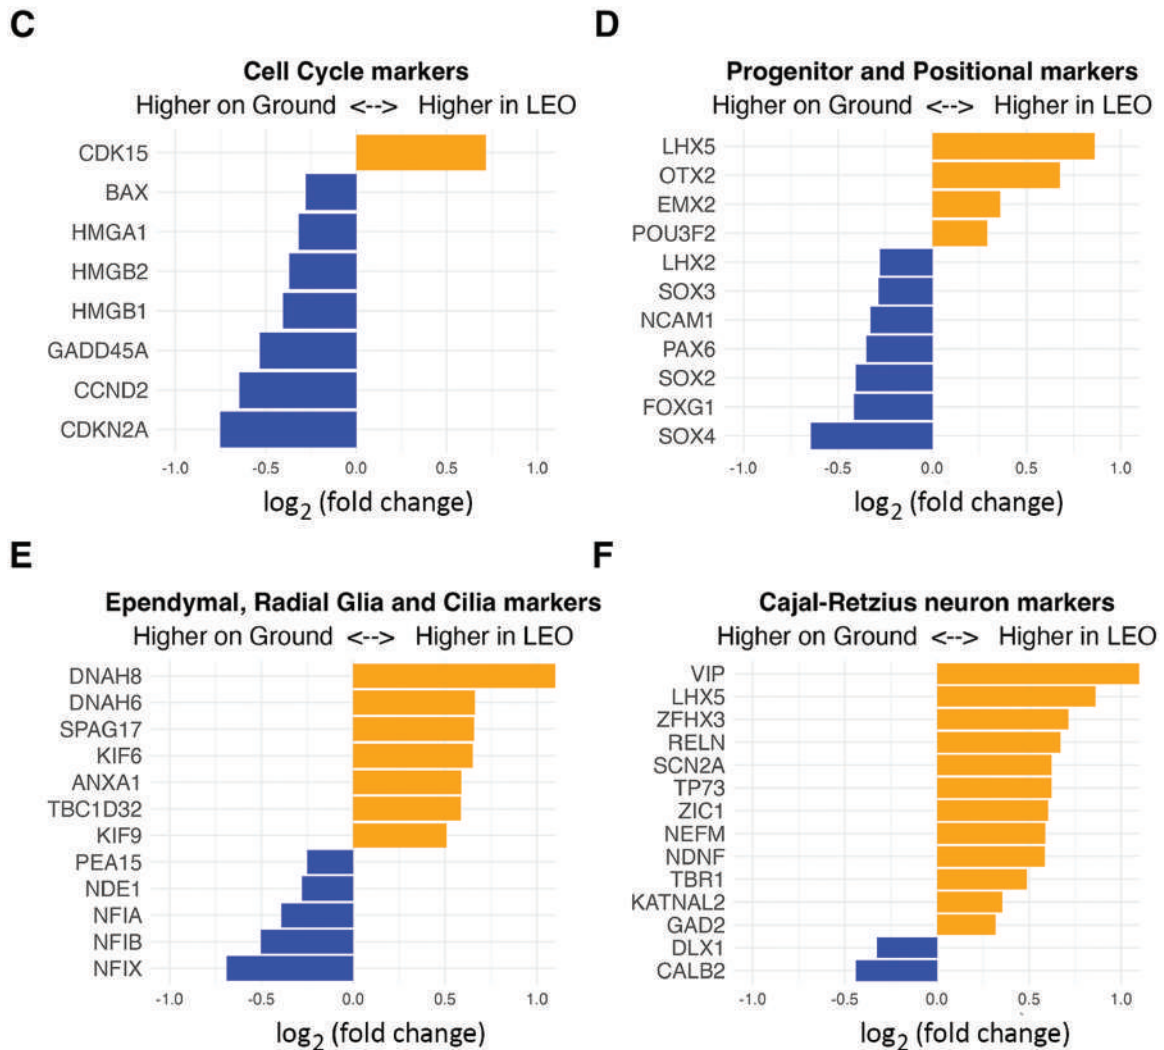 C
Cell Cycle markers
Higher on Ground <--> Higher in LEO
CDK15
BAX
HMGA1
HMGB2
HMGB1
GADD45A
CCND2
CDKN2A
-1.0 -0.5 0.0 0.5 1.0
log2 (fold change)
D
Progenitor and Positional markers
Higher on Ground <--> Higher in LEO
LHX5
OTX2
EMX2
POU3F2
LHX2
SOX3
NCAM1
PAX6
SOX2
FOXG1
SOX4
-1.0 -0.5 0.0 0.5 1.0
log2 (fold change)
E
Ependymal, Radial Glia and Cilia markers
Higher on Ground <--> Higher in LEO
DNAH8
DNAH6
SPAG17
KIF6
ANXA1
TBC1D32
KIF9
PEA15
NDE1
NFIA
NFIB
NFIX
-1.0 -0.5 0.0 0.5 1.0
log2 (fold change)
F
Cajal-Retzius neuron markers
Higher on Ground <--> Higher in LEO
VIP
LHX5
ZFHX3
RELN
SCN2A
TP73
ZIC1
NEFM
NDNF
TBR1
KATNAL2
GAD2
DLX1
CALB2
-1.0 -0.5 0.0 0.5 1.0
log2 (fold change)